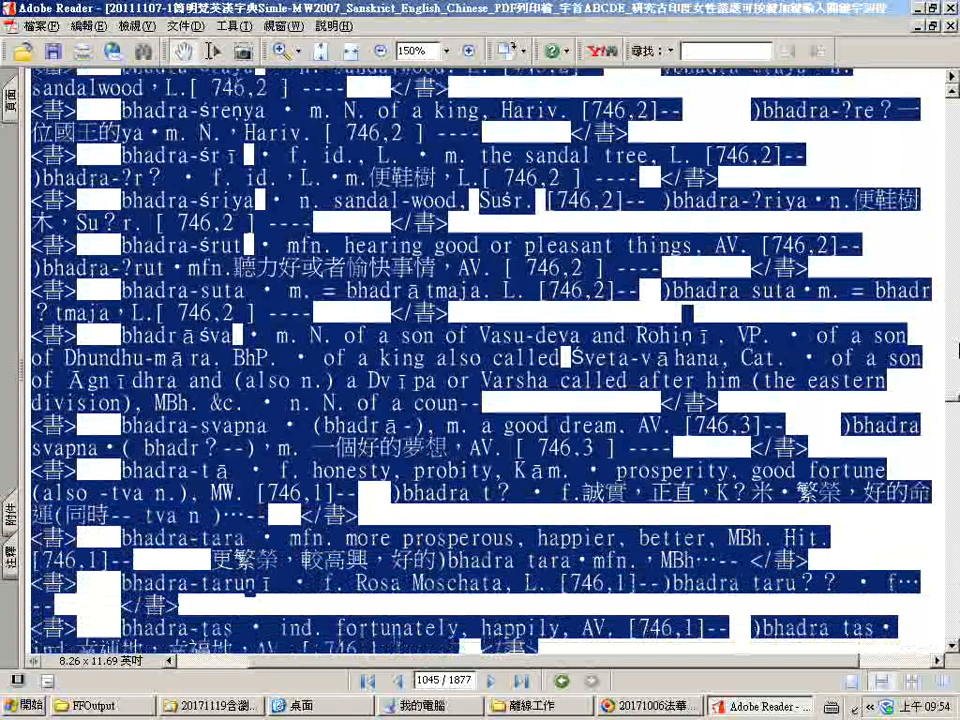 Adobe Reader - [20111107-1簡明梵英漢字典Simle-MW2007_Sanskrict_English_Chinese_PDF列印檔_字首ABCDE_研究古印度女性議題可按
檔案(F) 編輯(E) 檢視(V) 文件(D) 工具(T) 視窗(W) 說明(H)
150% 尋找：
sandalwood，L.[ 746,2 ] ---- </書>
<書> bhadra-śreṇya • m. N. of a king, Hariv. [746,2]-- )bhadra-?re？一
位國王的ya•m. N.，Hariv. [ 746,2 ] ---- </書>
<書> bhadra-śrī • f. id., L. • m. the sandal tree, L. [746,2]--
)bhadra-?r？ • f. id.，L.•m.便鞋樹，L.[ 746,2 ] ---- </書>
<書> bhadra-śriya • n. sandal-wood, Suśr. [746,2]-- )bhadra-?riya•n.便鞋樹
木，Su？r. [ 746,2 ] ---- </書>
<書> bhadra-śrut • mfn. hearing good or pleasant things, AV. [746,2]--
)bhadra-?rut•mfn.聽力好或者愉快事情，AV. [ 746,2 ] ---- </書>
<書> bhadra-suta • m. = bhadrātmaja. L. [746,2]-- )bhadra suta•m. = bhadr
？tmaja，L.[ 746,2 ] ---- </書>
<書> bhadrāśva • m. N. of a son of Vasu-deva and Rohiṇī, VP. • of a son
of Dhundhu-māra, BhP. • of a king also called Śveta-vāhana, Cat. • of a son
of Āgnīdhra and (also n.) a Dvīpa or Varsha called after him (the eastern
division), MBh. &c. • n. N. of a coun-- </書>
<書> bhadra-svapna • (bhadrā-), m. a good dream, AV. [746,3]-- )bhadra
svapna•( bhadr？--)，m. 一個好的夢想，AV. [ 746.3 ] ---- </書>
<書> bhadra-tā • f. honesty, probity, Kām. • prosperity, good fortune
(also -tva n.), MW. [746,1]-- )bhadra t？ • f.誠實，正直，K？米•繁榮，好的命
運(同時-- tva n )…-- </書>
<書> bhadra-tara • mfn. more prosperous, happier, better, MBh. Hit.
[746,1]-- 更繁榮，較高興，好的)bhadra tara•mfn.，MBh…-- </書>
<書> bhadra-taruṇī • f. Rosa Moschata, L. [746,1]--)bhadra taru？？ • f…
-- </書>
<書> bhadra-tas • ind. fortunately, happily, AV. [746,1]-- )bhadra tas•
8.26 x 11.69 英吋
頁面
附件
注釋
1045 / 1877
開始 FFOutput 20171119含瀏... 桌面 我的電腦 離線工作 20171006法華... Adobe Reader - ... 上午 09:54